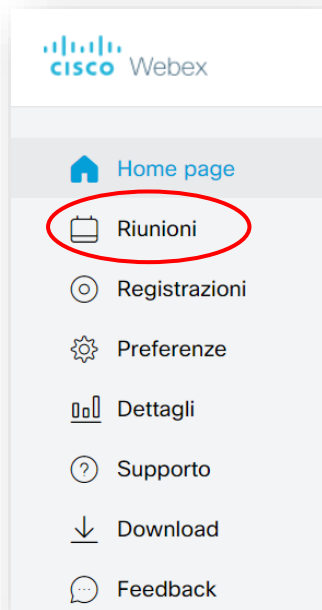 CISCO Webex
Home page
Riunioni
Registrazioni
Preferenze
Dettagli
Supporto
Download
Feedback